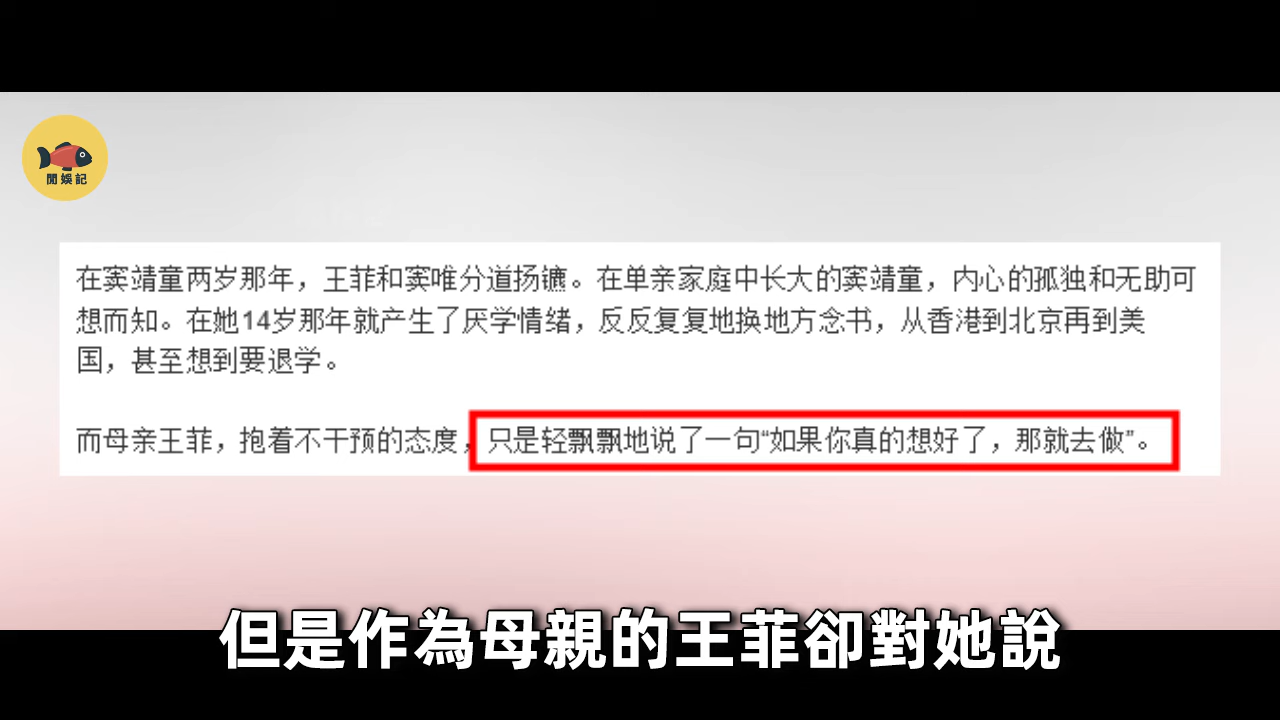 閒娛記
在窦靖童两岁那年，王菲和窦唯分道扬镳。在单亲家庭中长大的窦靖童，内心的孤独和无助可
想而知。在她14岁那年就产生了厌学情绪，反反复复地换地方念书，从香港到北京再到美
国，甚至想到要退学。
而母亲王菲，抱着不干预的态度，只是轻飘飘地说了一句“如果你真的想好了，那就去做”。
但是作為母親的王菲卻對她說